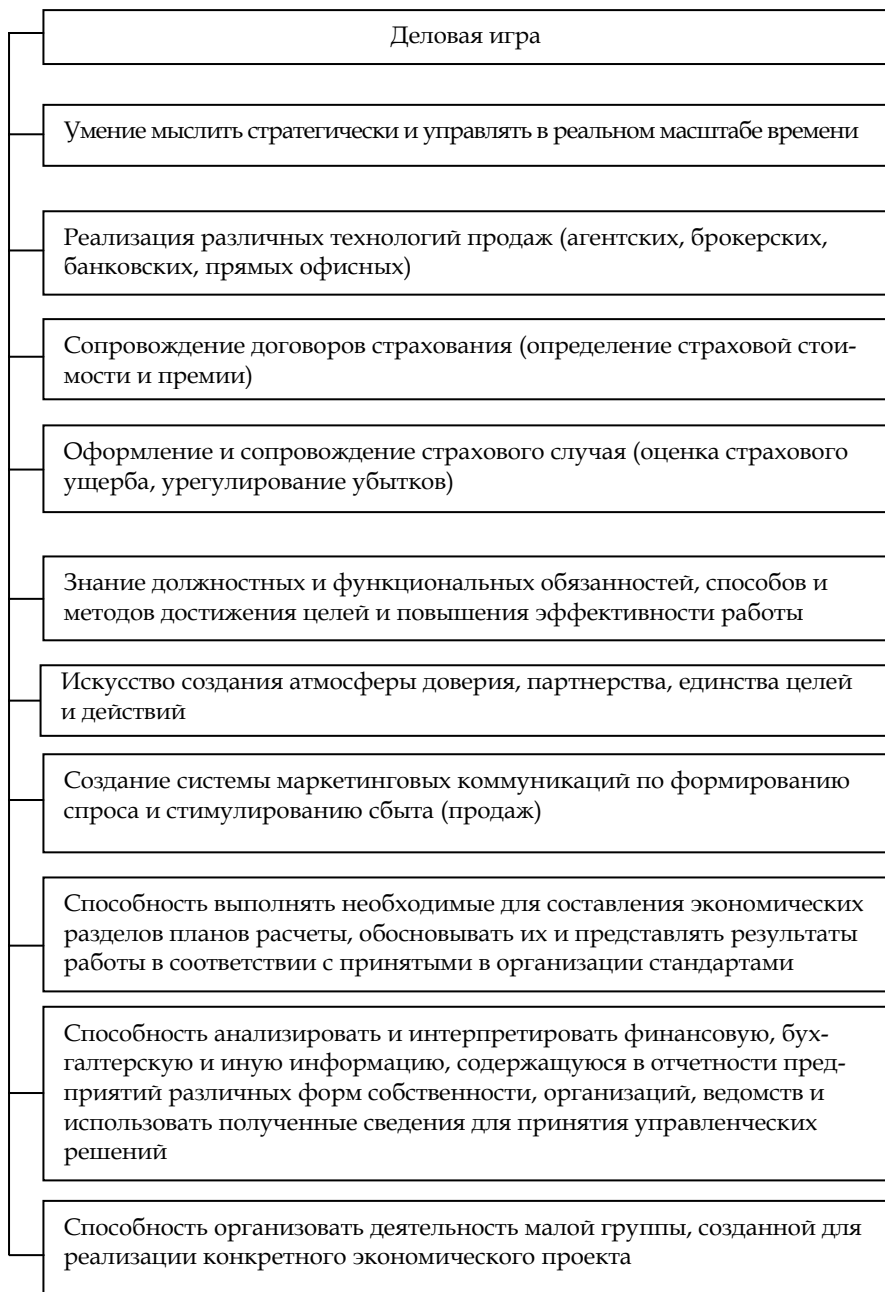 Деловая игра
Умение мыслить стратегически и управлять в реальном масштабе времени
Реализация различных технологий продаж (агентских, брокерских,
банковских, прямых офисных)
Сопровождение договоров страхования (определение страховой стои-
мости и премии)
Оформление и сопровождение страхового случая (оценка страхового
ущерба, урегулирование убытков)
Знание должностных и функциональных обязанностей, способов и
методов достижения целей и повышения эффективности работы
Искусство создания атмосферы доверия, партнерства, единства целей
и действий
Создание системы маркетинговых коммуникаций по формированию
спроса и стимулированию сбыта (продаж)
Способность выполнять необходимые для составления экономических
разделов планов расчеты, обосновывать их и представлять результаты
работы в соответствии с принятыми в организации стандартами
Способность анализировать и интерпретировать финансовую, бух-
галтерскую и иную информацию, содержащуюся в отчетности пред-
приятий различных форм собственности, организаций, ведомств и
использовать полученные сведения для принятия управленческих
решений
Способность организовать деятельность малой группы, созданной для
реализации конкретного экономического проекта